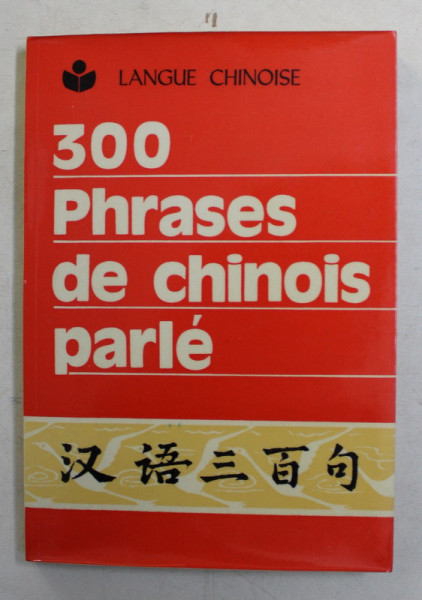 LANGUE CHINOISE
300
Phrases
de chinois
parlé
汉语三百句